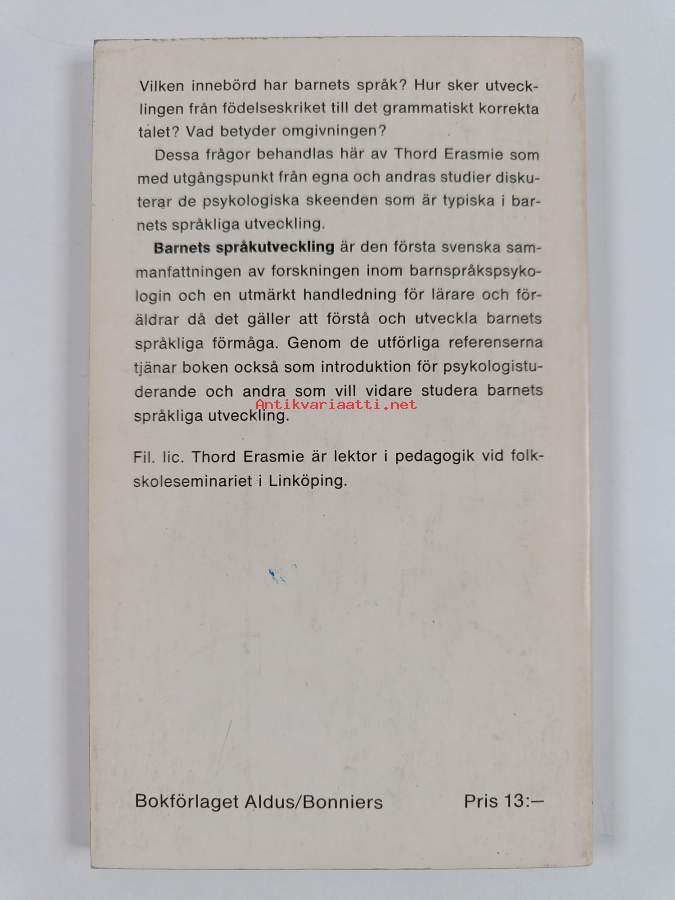 Vilken innebörd har barnets språk? Hur sker utveck-
lingen från födelseskriket till det grammatiskt korrekta
talet? Vad betyder omgivningen?
Dessa frågor behandlas här av Thord Erasmie som
med utgångspunkt från egna och andras studier disku-
terar de psykologiska skeenden som är typiska i bar-
nets språkliga utveckling.
Barnets språkutveckling är den första svenska sam-
manfattningen av forskningen inom barnspråkspsyko-
login och en utmärkt handledning för lärare och för-
äldrar då det gäller att förstå och utveckla barnets
språkliga förmåga. Genom de utförliga referenserna
tjänar boken också som introduktion för psykologistu-
derande och andra som vill vidare studera barnets
språkliga utveckling.
Antikvariaatti.net
Fil. lic. Thord Erasmie är lektor i pedagogik vid folk-
skoleseminariet i Linköping.
Bokförlaget Aldus/Bonniers Pris 13:—